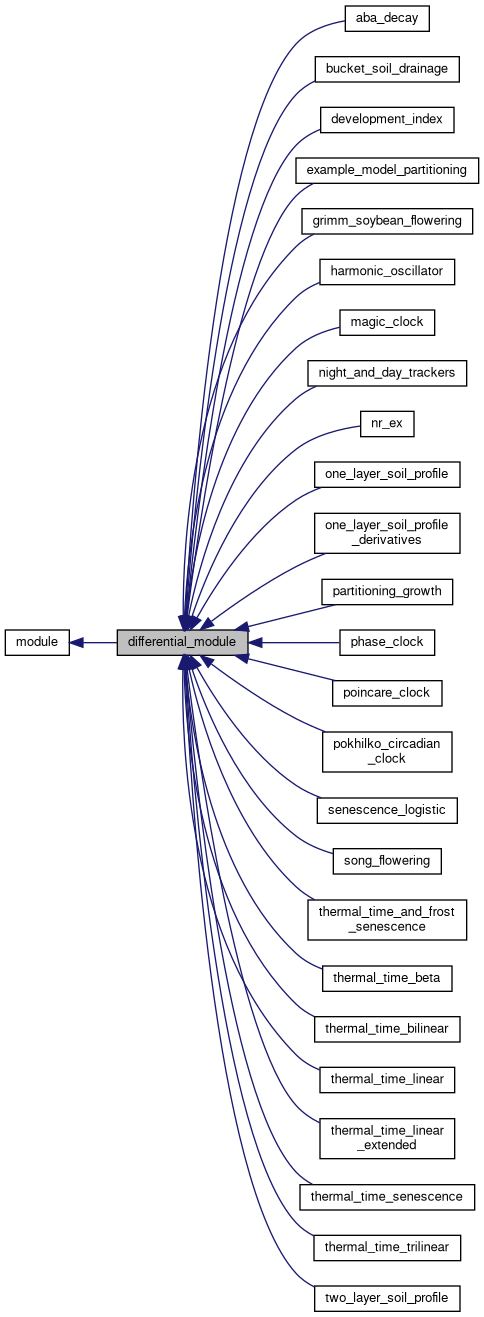 aba_decay
bucket_soil_drainage
development_index
example_model_partitioning
grimm_soybean_flowering
harmonic_oscillator
magic_clock
night_and_day_trackers
nr_ex
one_layer_soil_profile
one_layer_soil_profile
_derivatives
partitioning_growth
module
differential_module
phase_clock
poincare_clock
pokhilko_circadian
_clock
senescence_logistic
song_flowering
thermal_time_and_frost
_senescence
thermal_time_beta
thermal_time_bilinear
thermal_time_linear
thermal_time_linear
_extended
thermal_time_senescence
thermal_time_trilinear
two_layer_soil_profile